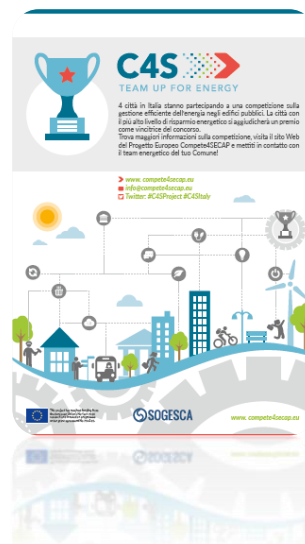 C4S
TEAM UP FOR ENERGY
4 città in Italia stanno partecipando a una competizione sulla
gestione efficiente dell'energia negli edifici pubblici. La città con
il più alto livello di risparmio energetico si aggiudicherà un premio
come vincitrice del concorso.
Trova maggiori informazioni sulla competizione, visita il sito Web
del Progetto Europeo Compete4SECAP e mettiti in contatto con
il team energetico del tuo Comune!
www. compete4secap.eu
info@compete4secap.eu
Twitter: #C4SProject #C4SItaly
SOGESCA
www. compete4secap.eu